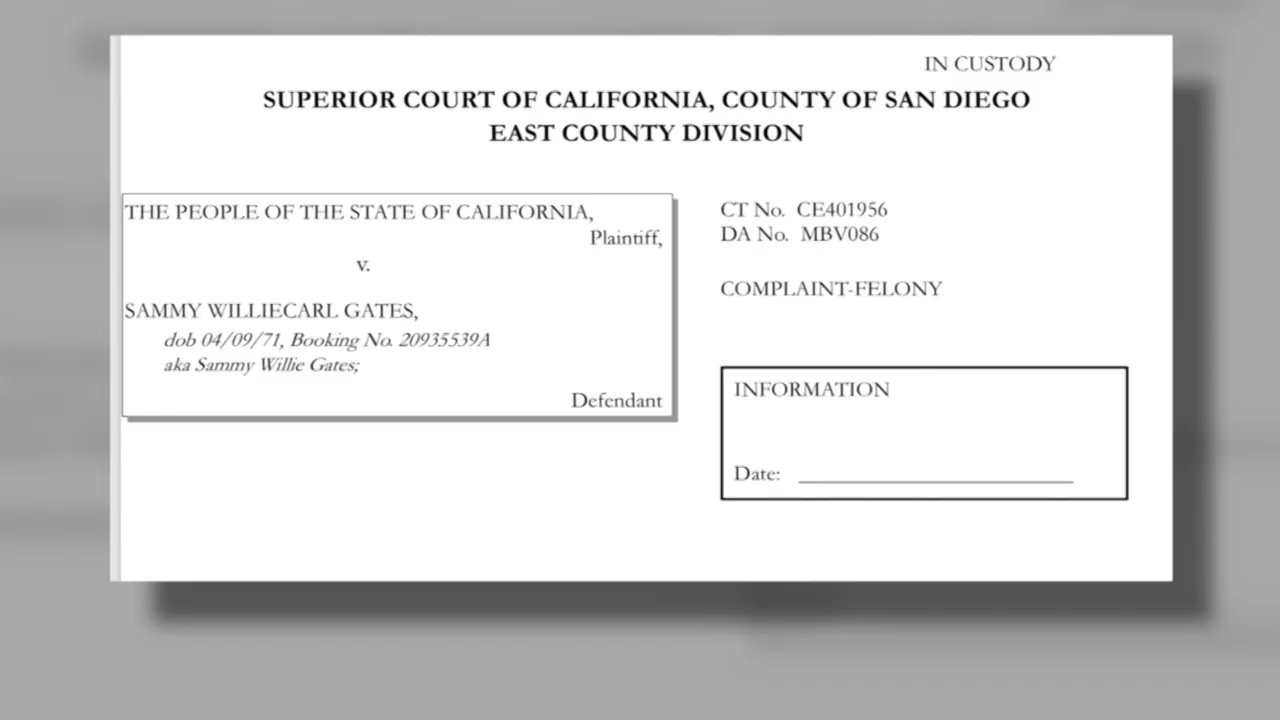 IN CUSTODY
SUPERIOR COURT OF CALIFORNIA, COUNTY OF SAN DIEGO
EAST COUNTY DIVISION
THE PEOPLE OF THE STATE OF CALIFORNIA,
Plaintiff,
v.
SAMMY WILLIECARL GATES,
dob 04/09/71, Booking No. 20935539A
aka Sammy Willie Gates;
Defendant
CT No. CE401956
DA No. MBV086
COMPLAINT-FELONY
INFORMATION
Date: